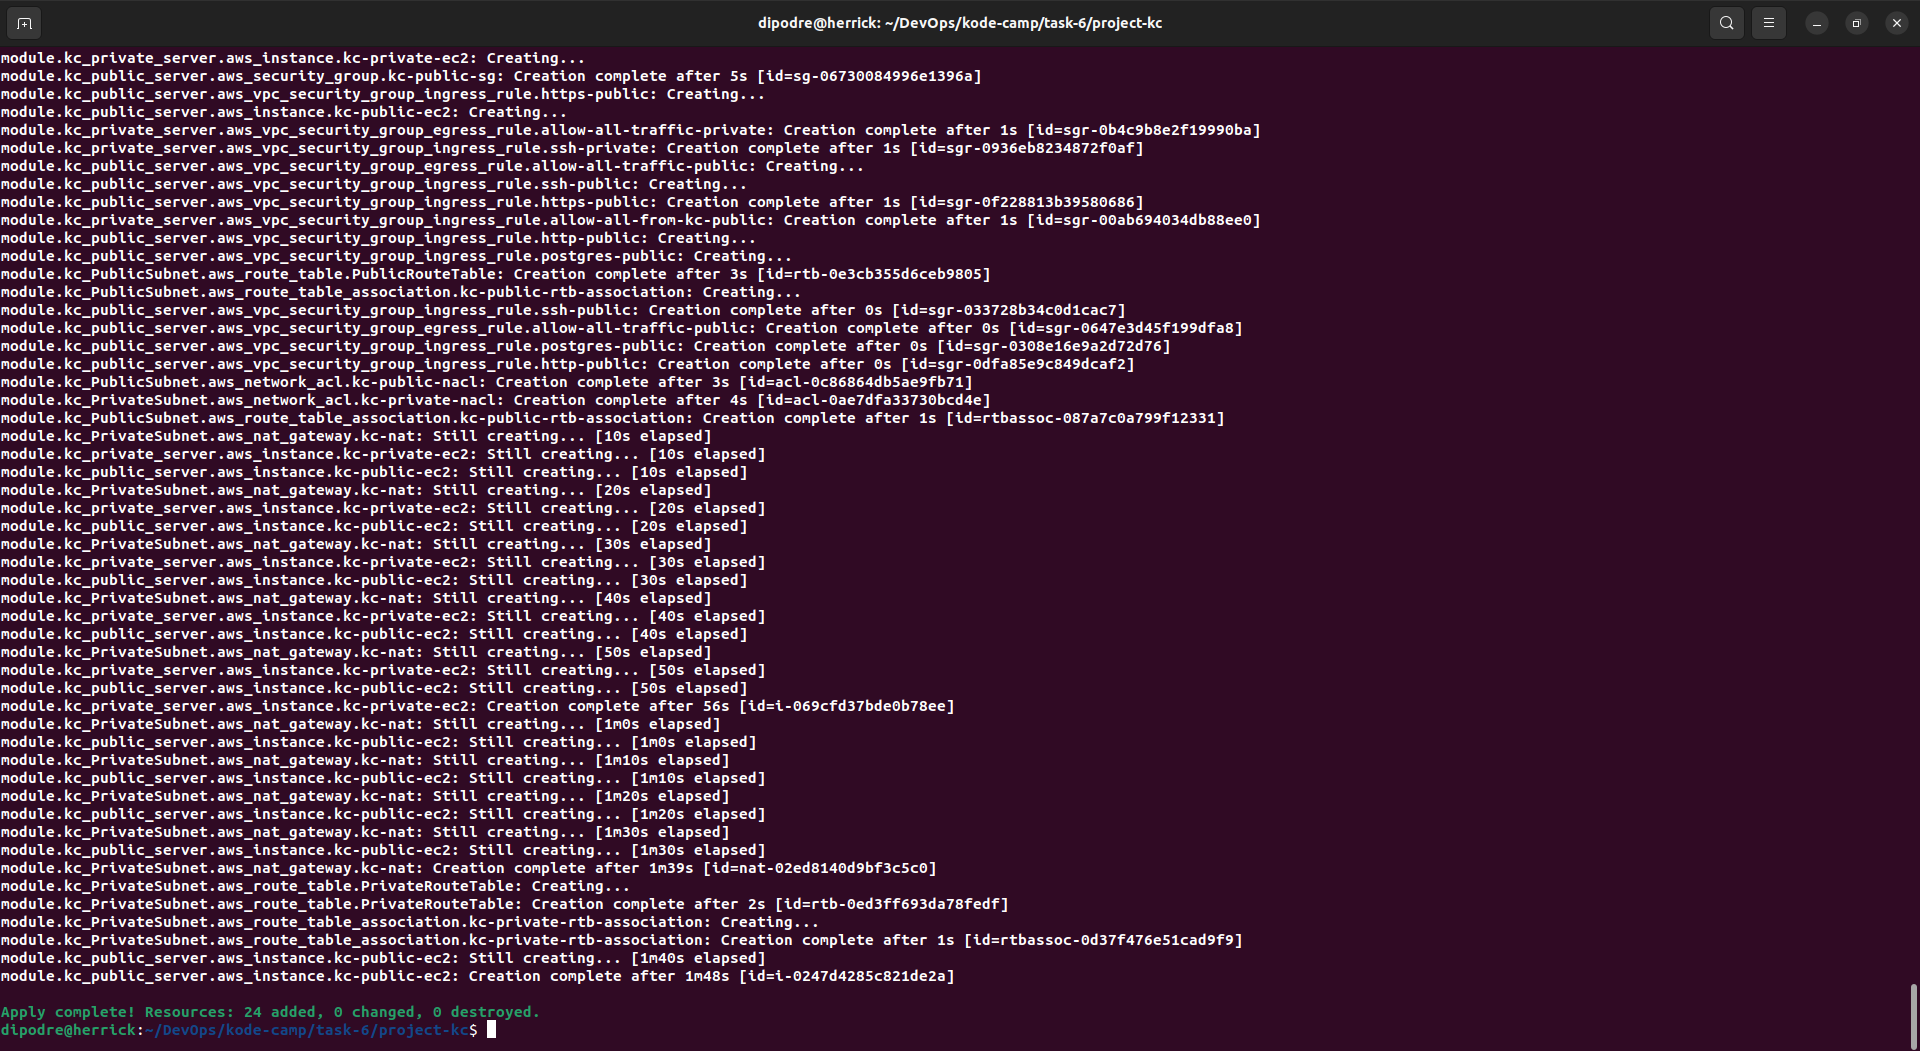 dipodre@herrick: ~/DevOps/kode-camp/task-6/project-kc
module.kc_private_server.aws_instance.kc-private-ec2: Creating...
module.kc_public_server.aws_security_group.kc-public-sg: Creation complete after 5s [id=sg-06730084996e1396a]
module.kc_public_server.aws_vpc_security_group_ingress_rule.https-public: Creating...
module.kc_public_server.aws_instance.kc-public-ec2: Creating...
module.kc_private_server.aws_vpc_security_group_egress_rule.allow-all-traffic-private: Creation complete after 1s [id=sgr-0b4c9b8e2f19990ba]
module.kc_private_server.aws_vpc_security_group_ingress_rule.ssh-private: Creation complete after 1s [id=sgr-0936eb8234872f0af]
module.kc_public_server.aws_vpc_security_group_egress_rule.allow-all-traffic-public: Creating...
module.kc_public_server.aws_vpc_security_group_ingress_rule.ssh-public: Creating...
module.kc_public_server.aws_vpc_security_group_ingress_rule.https-public: Creation complete after 1s [id=sgr-0f228813b39580686]
module.kc_private_server.aws_vpc_security_group_ingress_rule.allow-all-from-kc-public: Creation complete after 1s [id=sgr-00ab694034db88ee0]
module.kc_public_server.aws_vpc_security_group_ingress_rule.http-public: Creating...
module.kc_public_server.aws_vpc_security_group_ingress_rule.postgres-public: Creating...
module.kc_PublicSubnet.aws_route_table.PublicRouteTable: Creation complete after 3s [id=rtb-0e3cb355d6ceb9805]
module.kc_PublicSubnet.aws_route_table_association.kc-public-rtb-association: Creating...
module.kc_public_server.aws_vpc_security_group_ingress_rule.ssh-public: Creation complete after 0s [id=sgr-033728b34c0d1cac7]
module.kc_public_server.aws_vpc_security_group_egress_rule.allow-all-traffic-public: Creation complete after 0s [id=sgr-0647e3d45f199dfa8]
module.kc_public_server.aws_vpc_security_group_ingress_rule.postgres-public: Creation complete after 0s [id=sgr-0308e16e9a2d72d76]
module.kc_public_server.aws_vpc_security_group_ingress_rule.http-public: Creation complete after 0s [id=sgr-0dfa85e9c849dcaf2]
module.kc_PublicSubnet.aws_network_acl.kc-public-nacl: Creation complete after 3s [id=acl-0c86864db5ae9fb71]
module.kc_PrivateSubnet.aws_network_acl.kc-private-nacl: Creation complete after 4s [id=acl-0ae7dfa33730bcd4e]
module.kc_PublicSubnet.aws_route_table_association.kc-public-rtb-association: Creation complete after 1s [id=rtbassoc-087a7c0a799f12331]
module.kc_PrivateSubnet.aws_nat_gateway.kc-nat: Still creating... [10s elapsed]
module.kc_private_server.aws_instance.kc-private-ec2: Still creating... [10s elapsed]
module.kc_public_server.aws_instance.kc-public-ec2: Still creating... [10s elapsed]
module.kc_PrivateSubnet.aws_nat_gateway.kc-nat: Still creating... [20s elapsed]
module.kc_private_server.aws_instance.kc-private-ec2: Still creating... [20s elapsed]
module.kc_public_server.aws_instance.kc-public-ec2: Still creating... [20s elapsed]
module.kc_PrivateSubnet.aws_nat_gateway.kc-nat: Still creating... [30s elapsed]
module.kc_private_server.aws_instance.kc-private-ec2: Still creating... [30s elapsed]
module.kc_public_server.aws_instance.kc-public-ec2: Still creating... [30s elapsed]
module.kc_PrivateSubnet.aws_nat_gateway.kc-nat: Still creating... [40s elapsed]
module.kc_private_server.aws_instance.kc-private-ec2: Still creating... [40s elapsed]
module.kc_public_server.aws_instance.kc-public-ec2: Still creating... [40s elapsed]
module.kc_PrivateSubnet.aws_nat_gateway.kc-nat: Still creating... [50s elapsed]
module.kc_private_server.aws_instance.kc-private-ec2: Still creating... [50s elapsed]
module.kc_public_server.aws_instance.kc-public-ec2: Still creating... [50s elapsed]
module.kc_private_server.aws_instance.kc-private-ec2: Creation complete after 56s [id=i-069cfd37bde0b78ee]
module.kc_PrivateSubnet.aws_nat_gateway.kc-nat: Still creating... [1m0s elapsed]
module.kc_public_server.aws_instance.kc-public-ec2: Still creating... [1m0s elapsed]
module.kc_PrivateSubnet.aws_nat_gateway.kc-nat: Still creating... [1m10s elapsed]
module.kc_public_server.aws_instance.kc-public-ec2: Still creating... [1m10s elapsed]
module.kc_PrivateSubnet.aws_nat_gateway.kc-nat: Still creating... [1m20s elapsed]
module.kc_public_server.aws_instance.kc-public-ec2: Still creating... [1m20s elapsed]
module.kc_PrivateSubnet.aws_nat_gateway.kc-nat: Still creating... [1m30s elapsed]
module.kc_public_server.aws_instance.kc-public-ec2: Still creating... [1m30s elapsed]
module.kc_PrivateSubnet.aws_nat_gateway.kc-nat: Creation complete after 1m39s [id=nat-02ed8140d9bf3c5c0]
module.kc_PrivateSubnet.aws_route_table.PrivateRouteTable: Creating...
module.kc_PrivateSubnet.aws_route_table.PrivateRouteTable: Creation complete after 2s [id=rtb-0ed3ff693da78fedf]
module.kc_PrivateSubnet.aws_route_table_association.kc-private-rtb-association: Creating...
module.kc_PrivateSubnet.aws_route_table_association.kc-private-rtb-association: Creation complete after 1s [id=rtbassoc-0d37f476e51cad9f9]
module.kc_public_server.aws_instance.kc-public-ec2: Still creating... [1m40s elapsed]
module.kc_public_server.aws_instance.kc-public-ec2: Creation complete after 1m48s [id=i-0247d4285c821de2a]
Apply complete! Resources: 24 added, 0 changed, 0 destroyed.
dipodre@herrick:~/DevOps/kode-camp/task-6/project-kc$